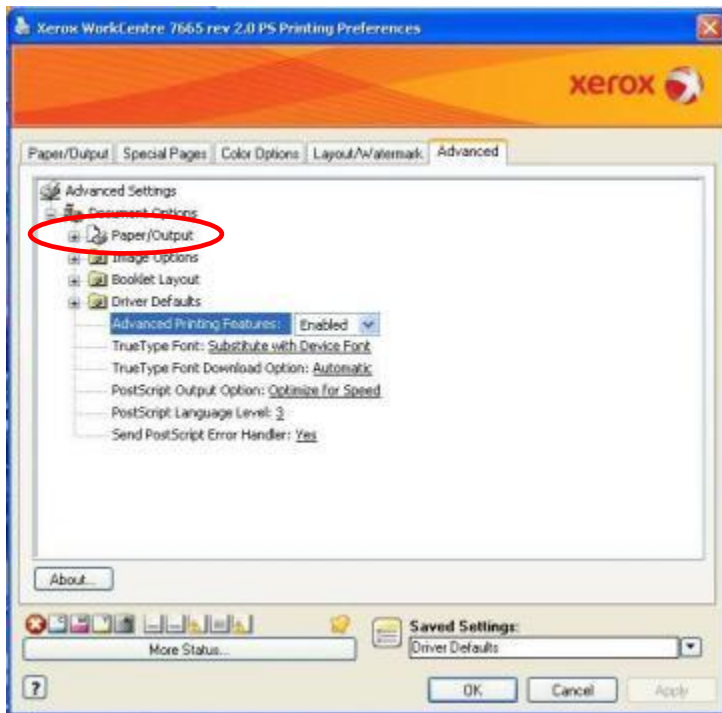 Xerox WorkCentre 7665 rev 2.0 PS Printing Preferences
xerox
Paper/Output Special Pages Color Options Layout/Watermark Advanced
Advanced Settings
Document Options
Paper/Output
Image Options
Booklet Layout
Driver Defaults
Advanced Printing Features: Enabled
TrueType Font: Substitute with Device Font
TrueType Font Download Option: Automatic
PostScript Output Option: Optimize for Speed
PostScript Language Level: 3
Send PostScript Error Handler: Yes
About...
Saved Settings:
More Status... Driver Defaults
? OK Cancel Apply